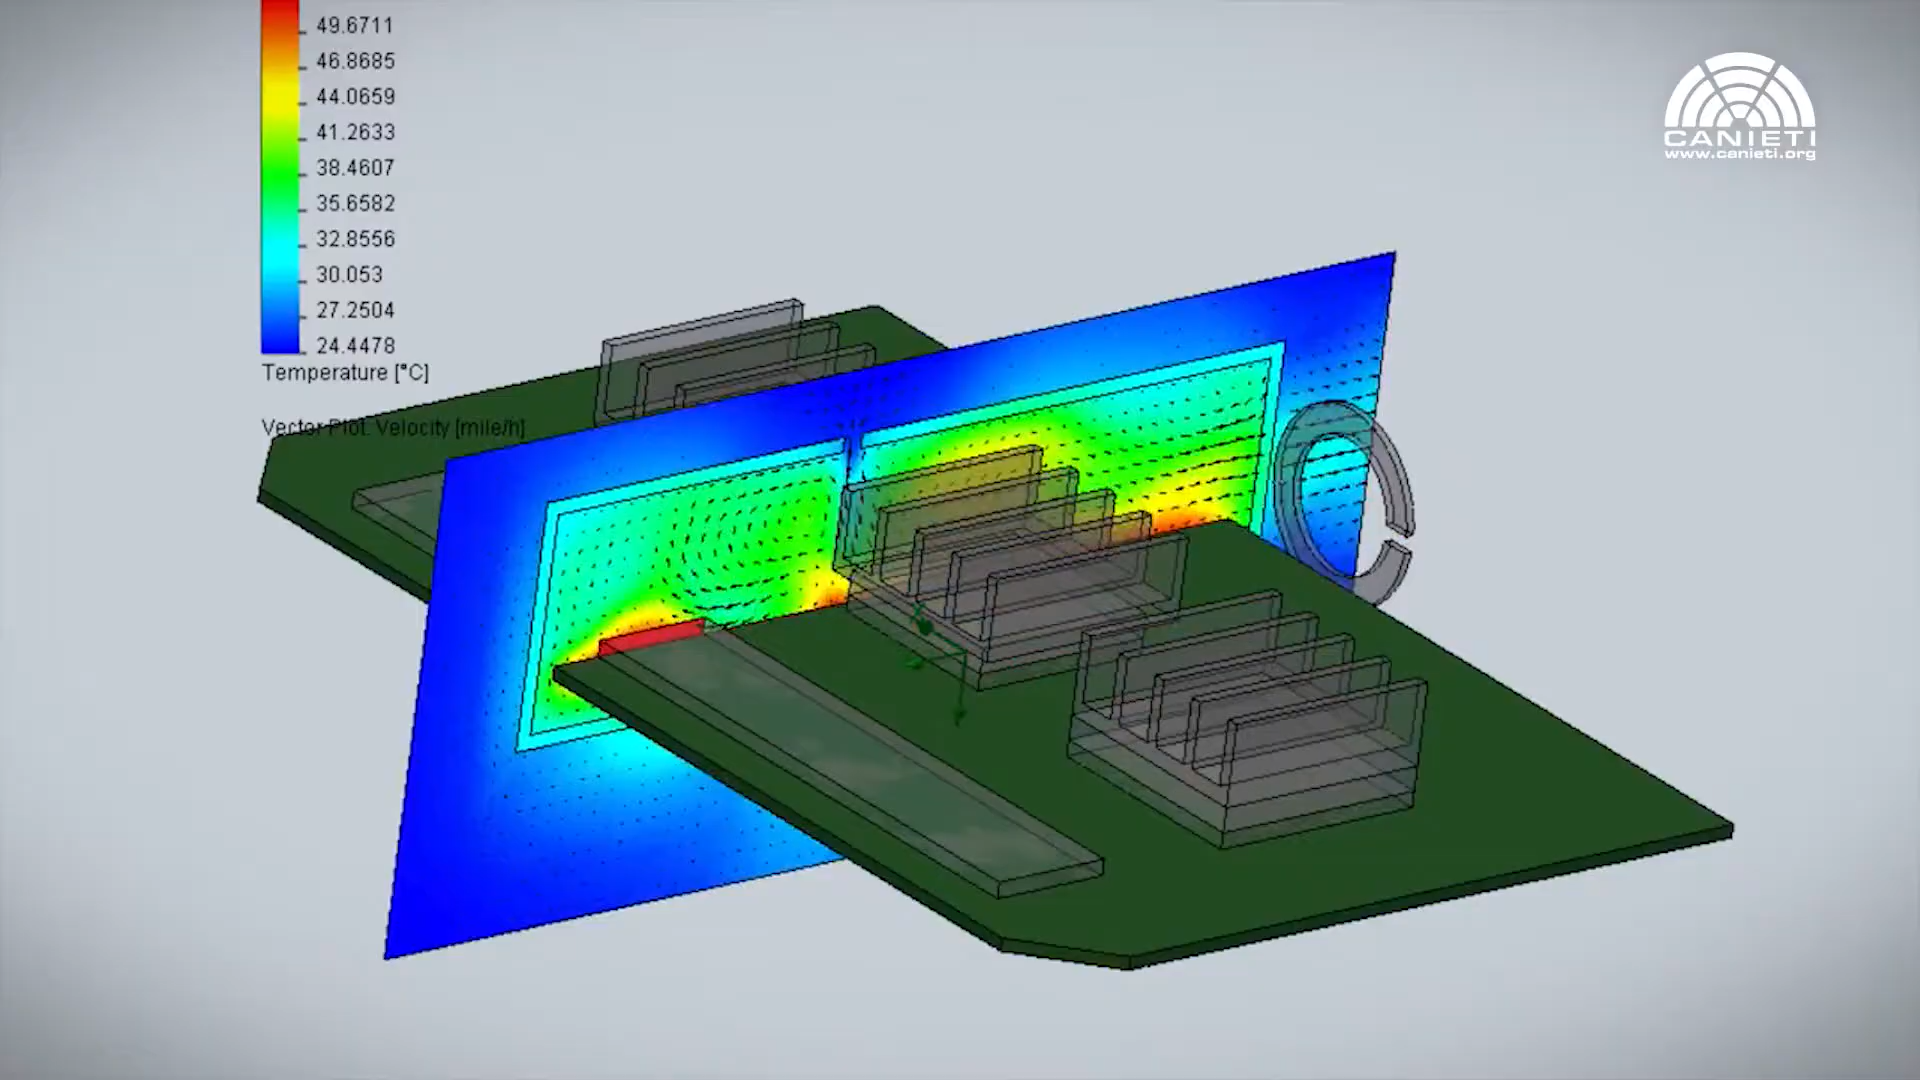 49.6711
46.8685
44.0659
41.2633
38.4607
35.6582
32.8556
30.053
27.2504
24.4478
Temperature [°C]
Vector Plot: Velocity [mile/h]
CANIETI
www.canieti.org